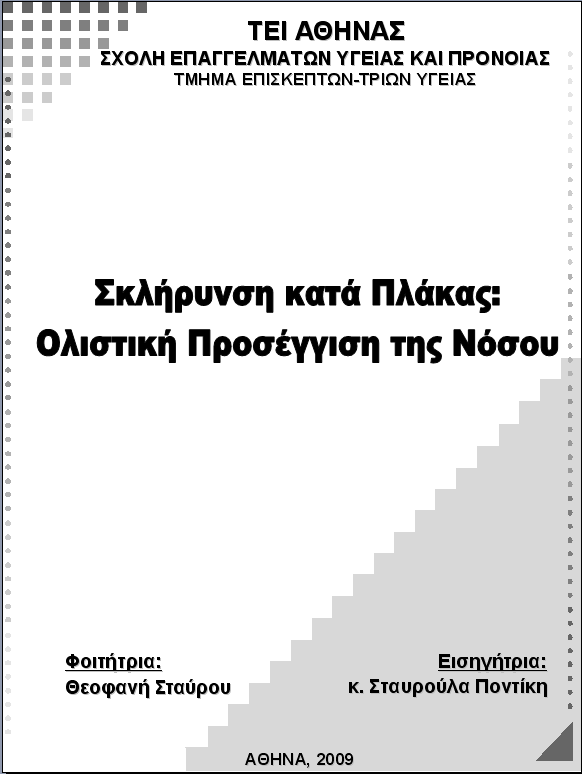 ΤΕΙ ΑΘΗΝΑΣ
ΣΧΟΛΗ ΕΠΑΓΓΕΛΜΑΤΩΝ ΥΓΕΙΑΣ ΚΑΙ ΠΡΟΝΟΙΑΣ
ΤΜΗΜΑ ΕΠΙΣΚΕΠΤΩΝ-ΤΡΙΩΝ ΥΓΕΙΑΣ
Σκλήρυνση κατά Πλάκας:
Ολιστική Προσέγγιση της Νόσου
Φοιτήτρια:
Θεοφανή Σταύρου
Εισηγήτρια:
κ. Σταυρούλα Ποντίκη
ΑΘΗΝΑ, 2009